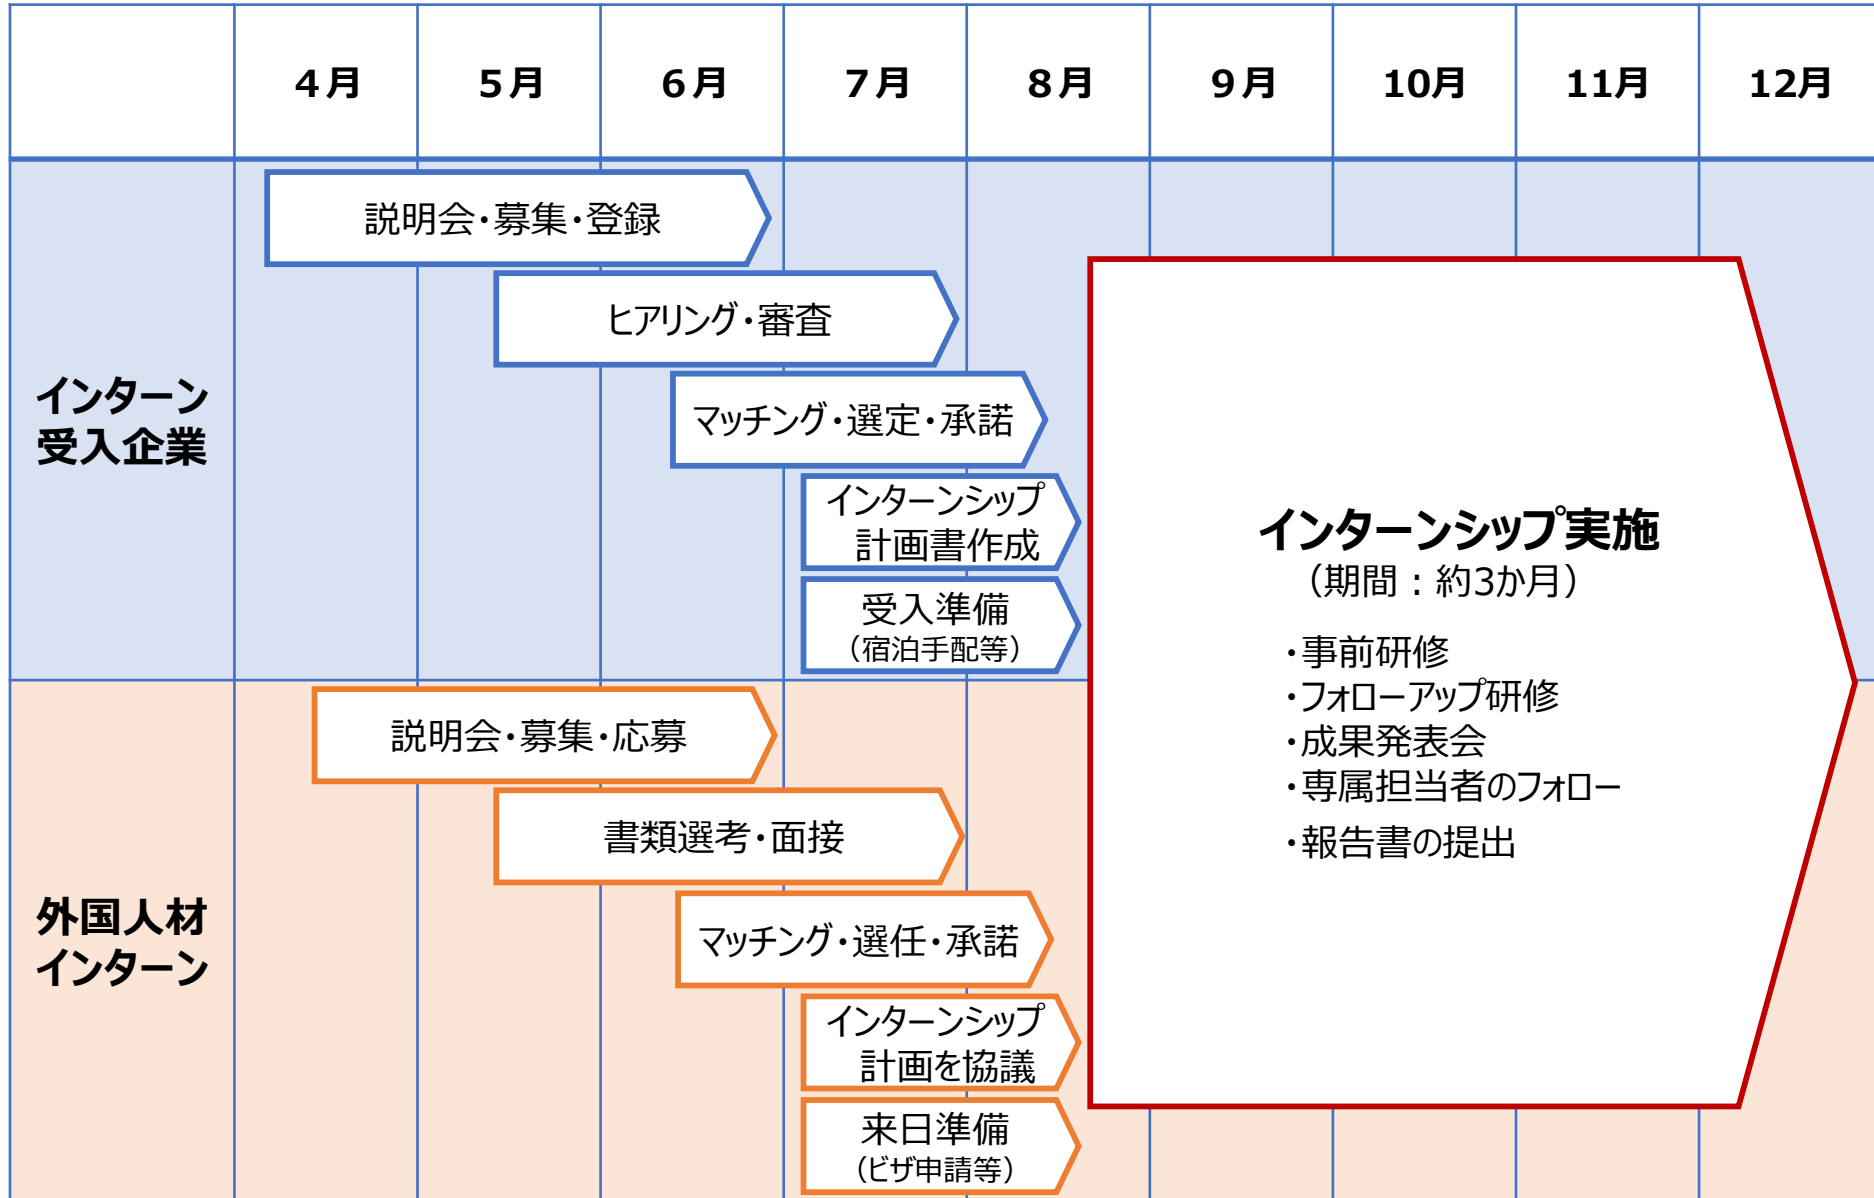 4月
5月
6月
7月
8月
9月
10月
11月
12月
インターン
受入企業
説明会・募集・登録
ヒアリング・審査
マッチング・選定・承諾
インターンシップ
計画書作成
受入準備
（宿泊手配等）
外国人材
インターン
説明会・募集・応募
書類選考・面接
マッチング・選任・承諾
インターンシップ
計画を協議
来日準備
（ビザ申請等）
インターンシップ実施
（期間：約3か月）
・事前研修
・フォローアップ研修
・成果発表会
・専属担当者のフォロー
・報告書の提出